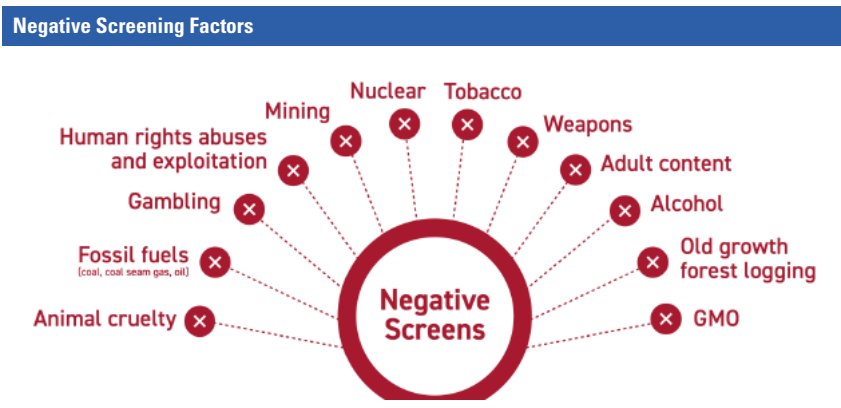 Negative Screening Factors
Nuclear
Tobacco
Mining
Weapons
Human rights abuses
and exploitation
Adult content
Gambling
Alcohol
Fossil fuels
(coal, coal seam gas, oil)
Old growth
forest logging
Animal cruelty
GMO
Negative
Screens